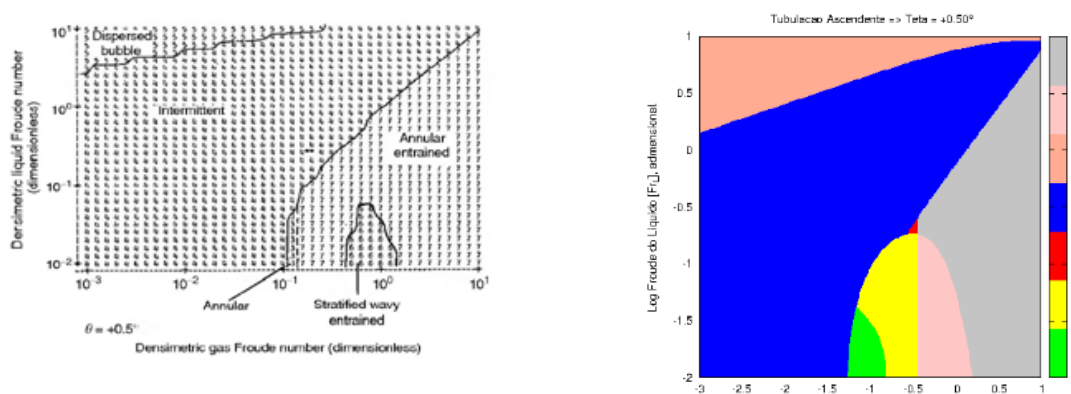 Densimetric liquid Froude number
(dimensionless)
10¹
10⁰
10⁻¹
10⁻²
Dispersed
bubble
Intermittent
Annular
entrained
10⁻³
10⁻²
10⁻¹
10⁰
10¹
Annular
Stratified wavy
entrained
θ = +0.5°
Densimetric gas Froude number (dimensionless)
Tubulacao Ascendente => Teta = +0.50º
Log Froude do Liquido [FrL], admensional
1
0.5
0
-0.5
-1
-1.5
-2
-3
-2.5
-2
-1.5
-1
-0.5
0
0.5
1